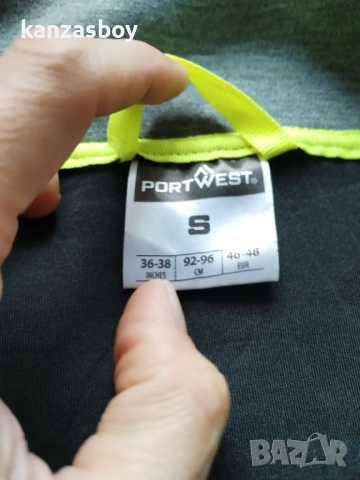 kanzasboy
PORTWEST®
S
36-38 92-96 46-48
INCHES CM EUR
BAZAR